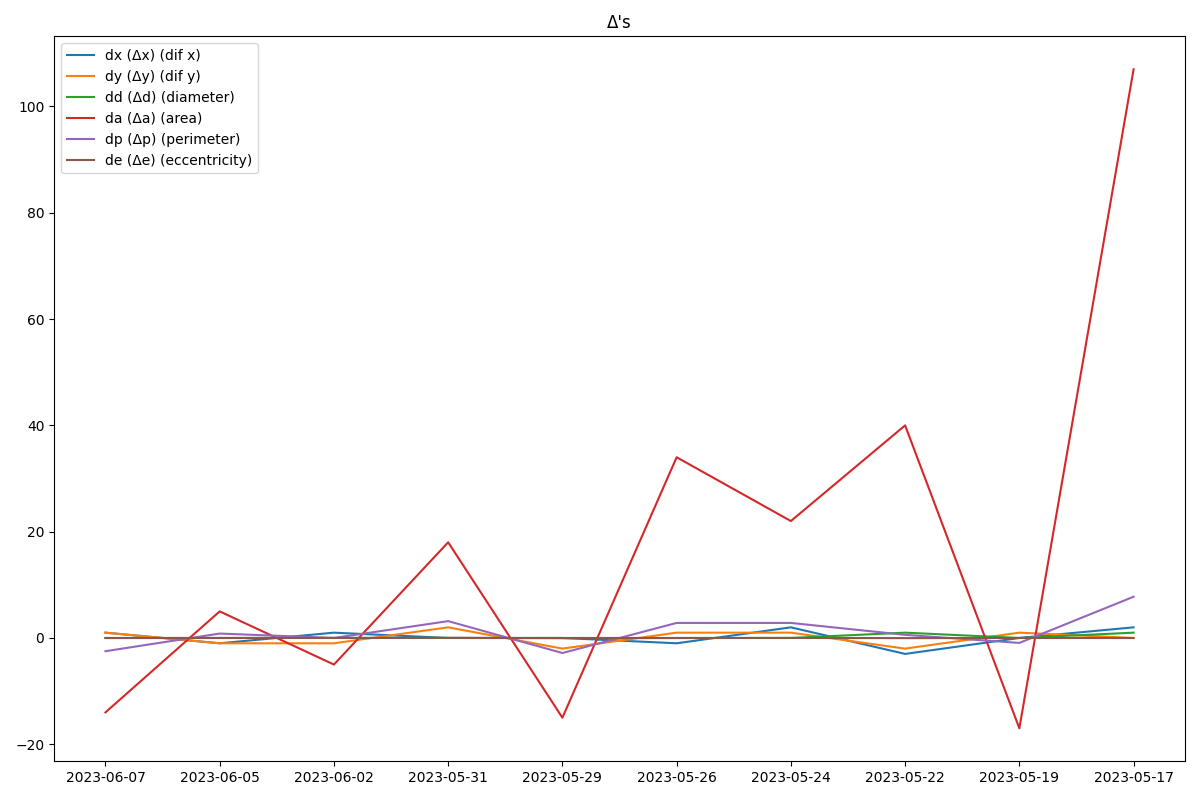 Δ's
dx (Δx) (dif x)
dy (Δy) (dif y)
dd (Δd) (diameter)
da (Δa) (area)
dp (Δp) (perimeter)
de (Δe) (eccentricity)
100
80
60
40
20
0
−20
2023-06-07 2023-06-05 2023-06-02 2023-05-31 2023-05-29 2023-05-26 2023-05-24 2023-05-22 2023-05-19 2023-05-17